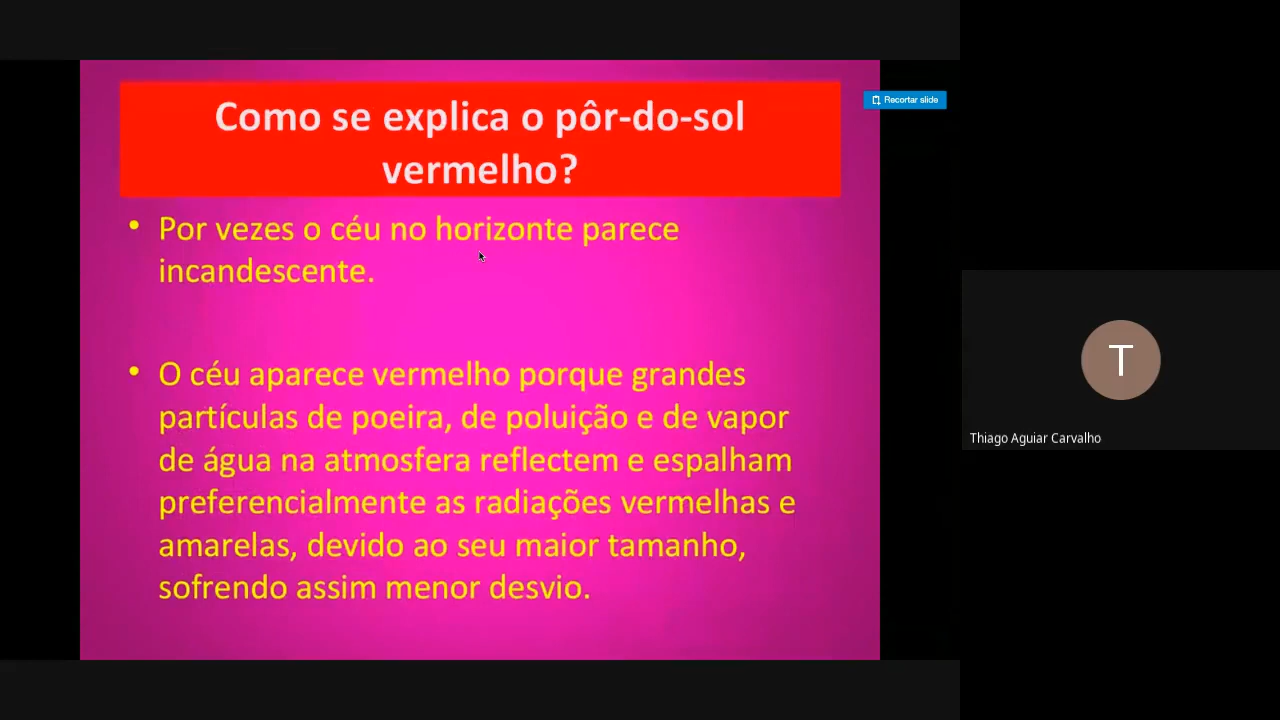 Como se explica o pôr-do-sol
vermelho?
Recortar slide
• Por vezes o céu no horizonte parece
incandescente.
• O céu aparece vermelho porque grandes
partículas de poeira, de poluição e de vapor
de água na atmosfera reflectem e espalham
preferencialmente as radiações vermelhas e
amarelas, devido ao seu maior tamanho,
sofrendo assim menor desvio.
T
Thiago Aguiar Carvalho